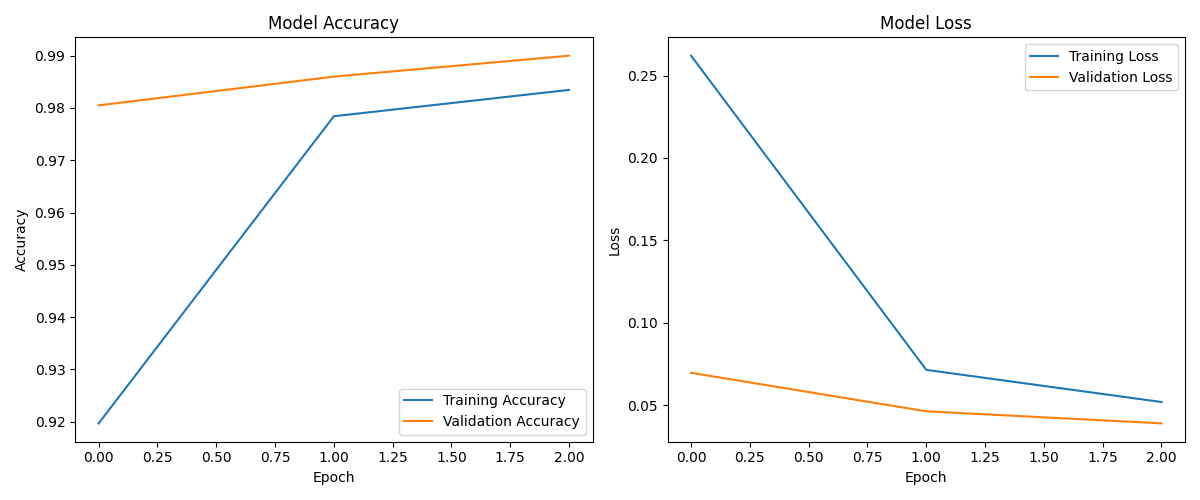 Model Accuracy
0.99
0.98
0.97
0.96
0.95
0.94
0.93
0.92
Accuracy
Training Accuracy
Validation Accuracy
0.00 0.25 0.50 0.75 1.00 1.25 1.50 1.75 2.00
Epoch
Model Loss
Training Loss
Validation Loss
0.25
0.20
0.15
0.10
0.05
Loss
0.00 0.25 0.50 0.75 1.00 1.25 1.50 1.75 2.00
Epoch